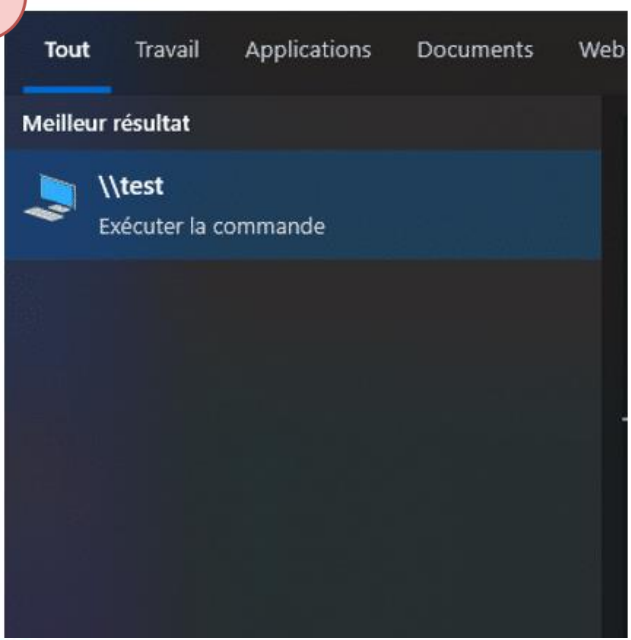 Tout Travail Applications Documents Web
Meilleur résultat
\\test
Exécuter la commande